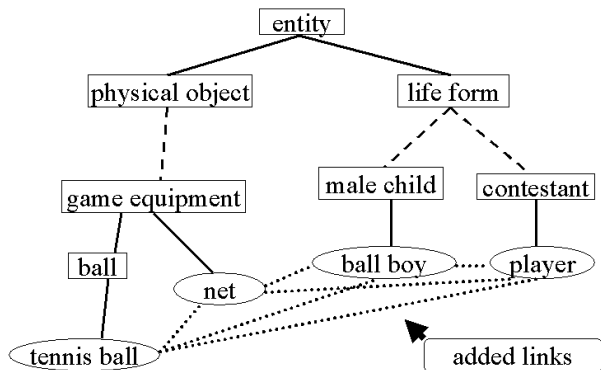 entity
physical object
life form
game equipment
male child
contestant
ball
net
ball boy
player
tennis ball
added links